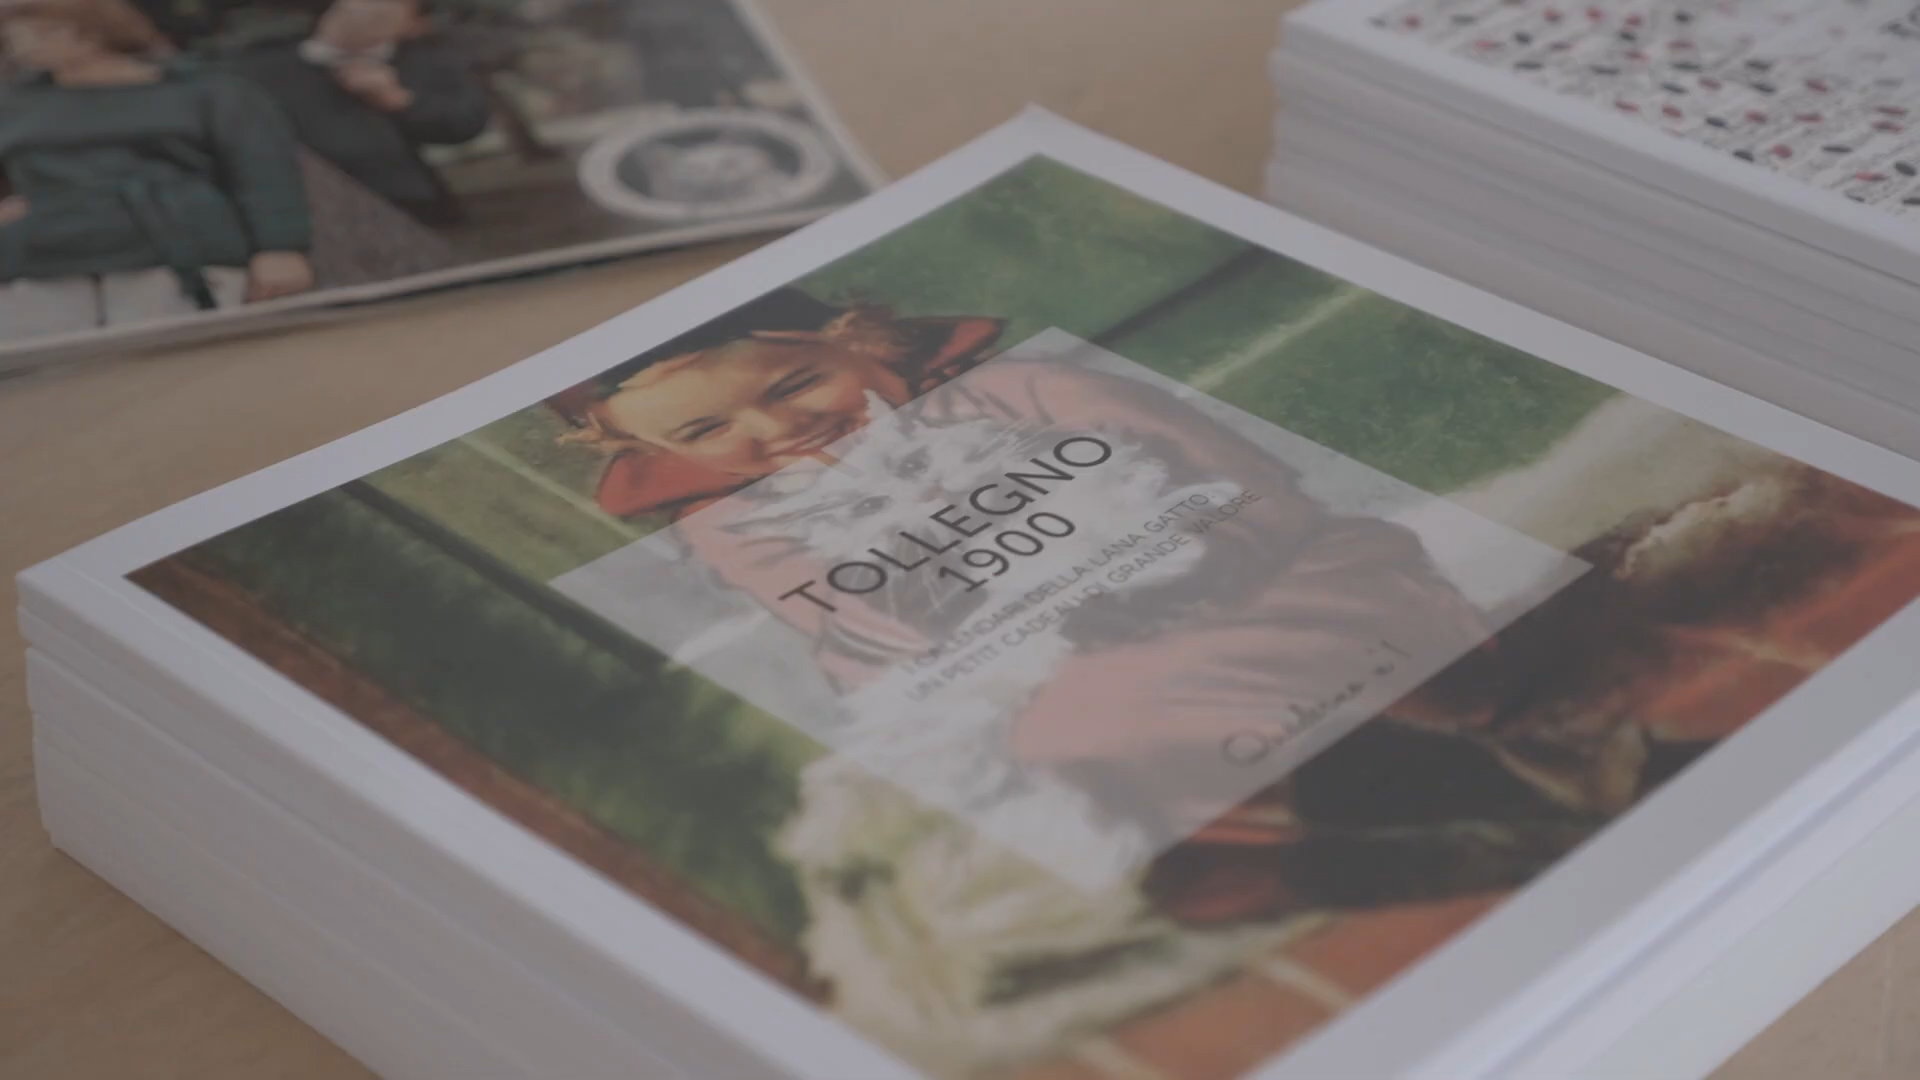 TOLLEGNO
1900
I CALENDARI DELLA LANA GATTO:
UN PETIT CADEAU DI GRANDE VALORE